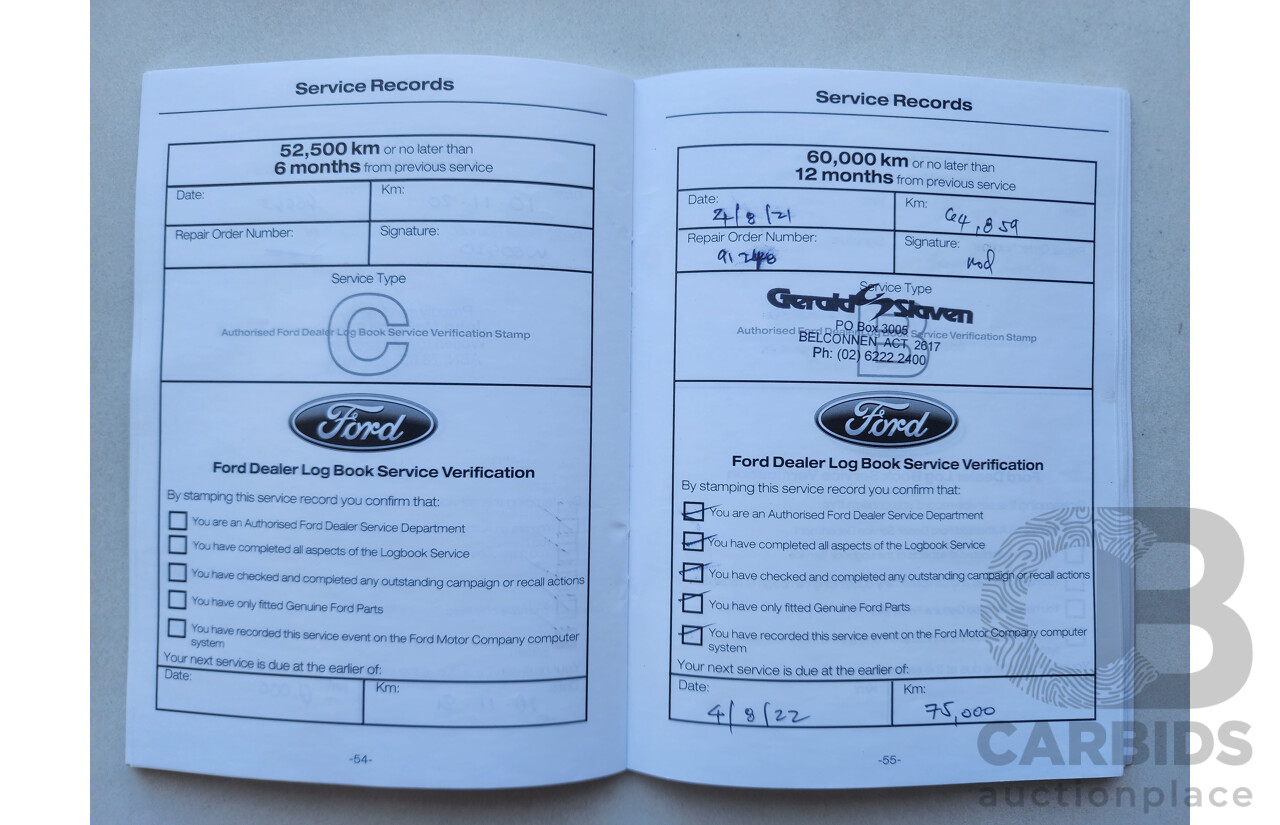 Service Records
52,500 km or no later than
6 months from previous service
Date:
Km:
Repair Order Number:
Signature:
Service Type
C
Authorised Ford Dealer Log Book Service Verification Stamp
Ford
Ford Dealer Log Book Service Verification
By stamping this service record you confirm that:
You are an Authorised Ford Dealer Service Department
You have completed all aspects of the Logbook Service
You have checked and completed any outstanding campaign or recall actions
You have only fitted Genuine Ford Parts
You have recorded this service event on the Ford Motor Company computer
system
Your next service is due at the earlier of:
Date:
Km:
-54-
Service Records
60,000 km or no later than
12 months from previous service
Date:
4/8/21
Km:
64,859
Repair Order Number:
Signature:
Service Type
Gerald Slaven
B
Authorised Ford Dealer Log Book Service Verification Stamp
PO Box 3005
BELCONNEN ACT 2617
Ph: (02) 6222 2400
Ford
Ford Dealer Log Book Service Verification
By stamping this service record you confirm that:
You are an Authorised Ford Dealer Service Department
You have completed all aspects of the Logbook Service
You have checked and completed any outstanding campaign or recall actions
You have only fitted Genuine Ford Parts
You have recorded this service event on the Ford Motor Company computer
system
Your next service is due at the earlier of:
Date:
4/8/22
Km:
75,000
-55-
CB
CARBIDS
auctionplace